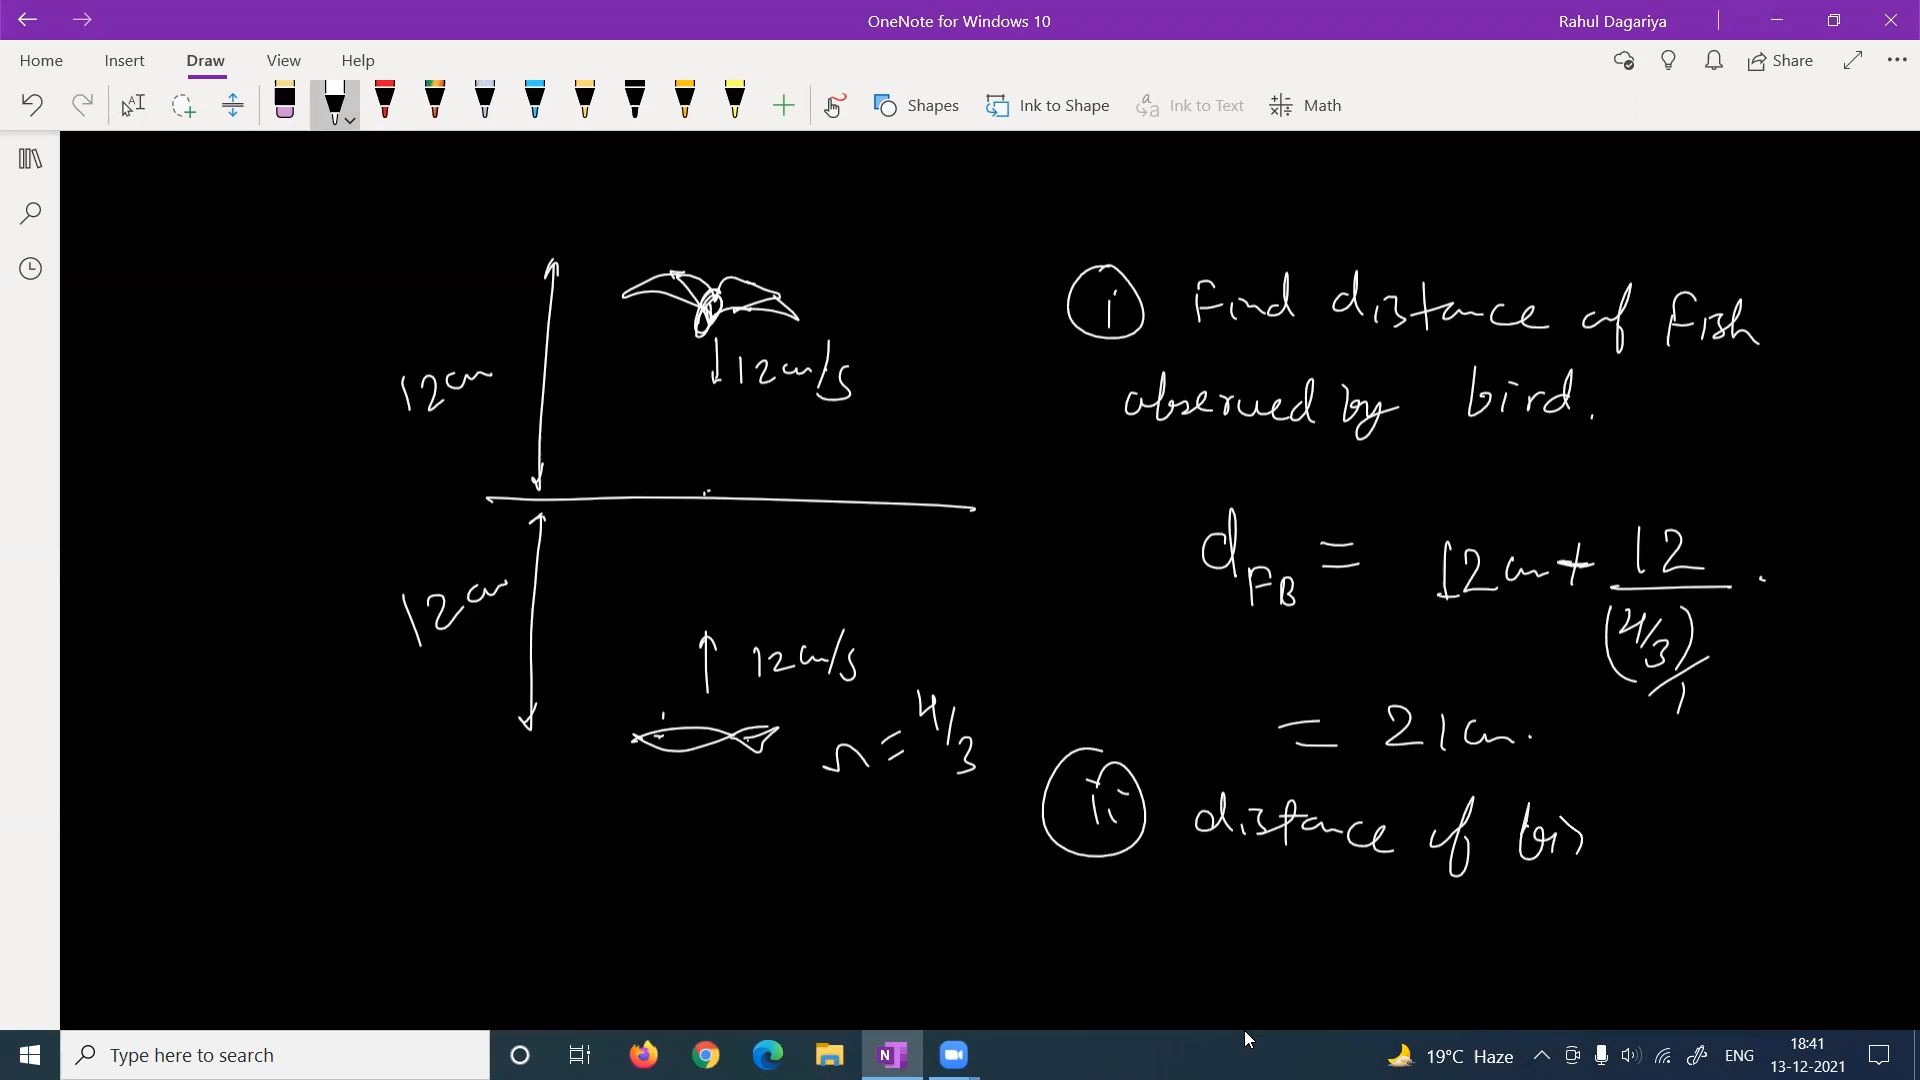 OneNote for Windows 10
Rahul Dagariya
Home Insert Draw View Help
Share
Shapes Ink to Shape Ink to Text Math
12cm
12cm/s
12cm
12cm/s
n = 4/3
i Find distance of Fish
observed by bird.
dFB = 12cm + 12/(4/3)/1
= 21cm.
ii distance of bi
Type here to search
19°C Haze
ENG
18:41
13-12-2021